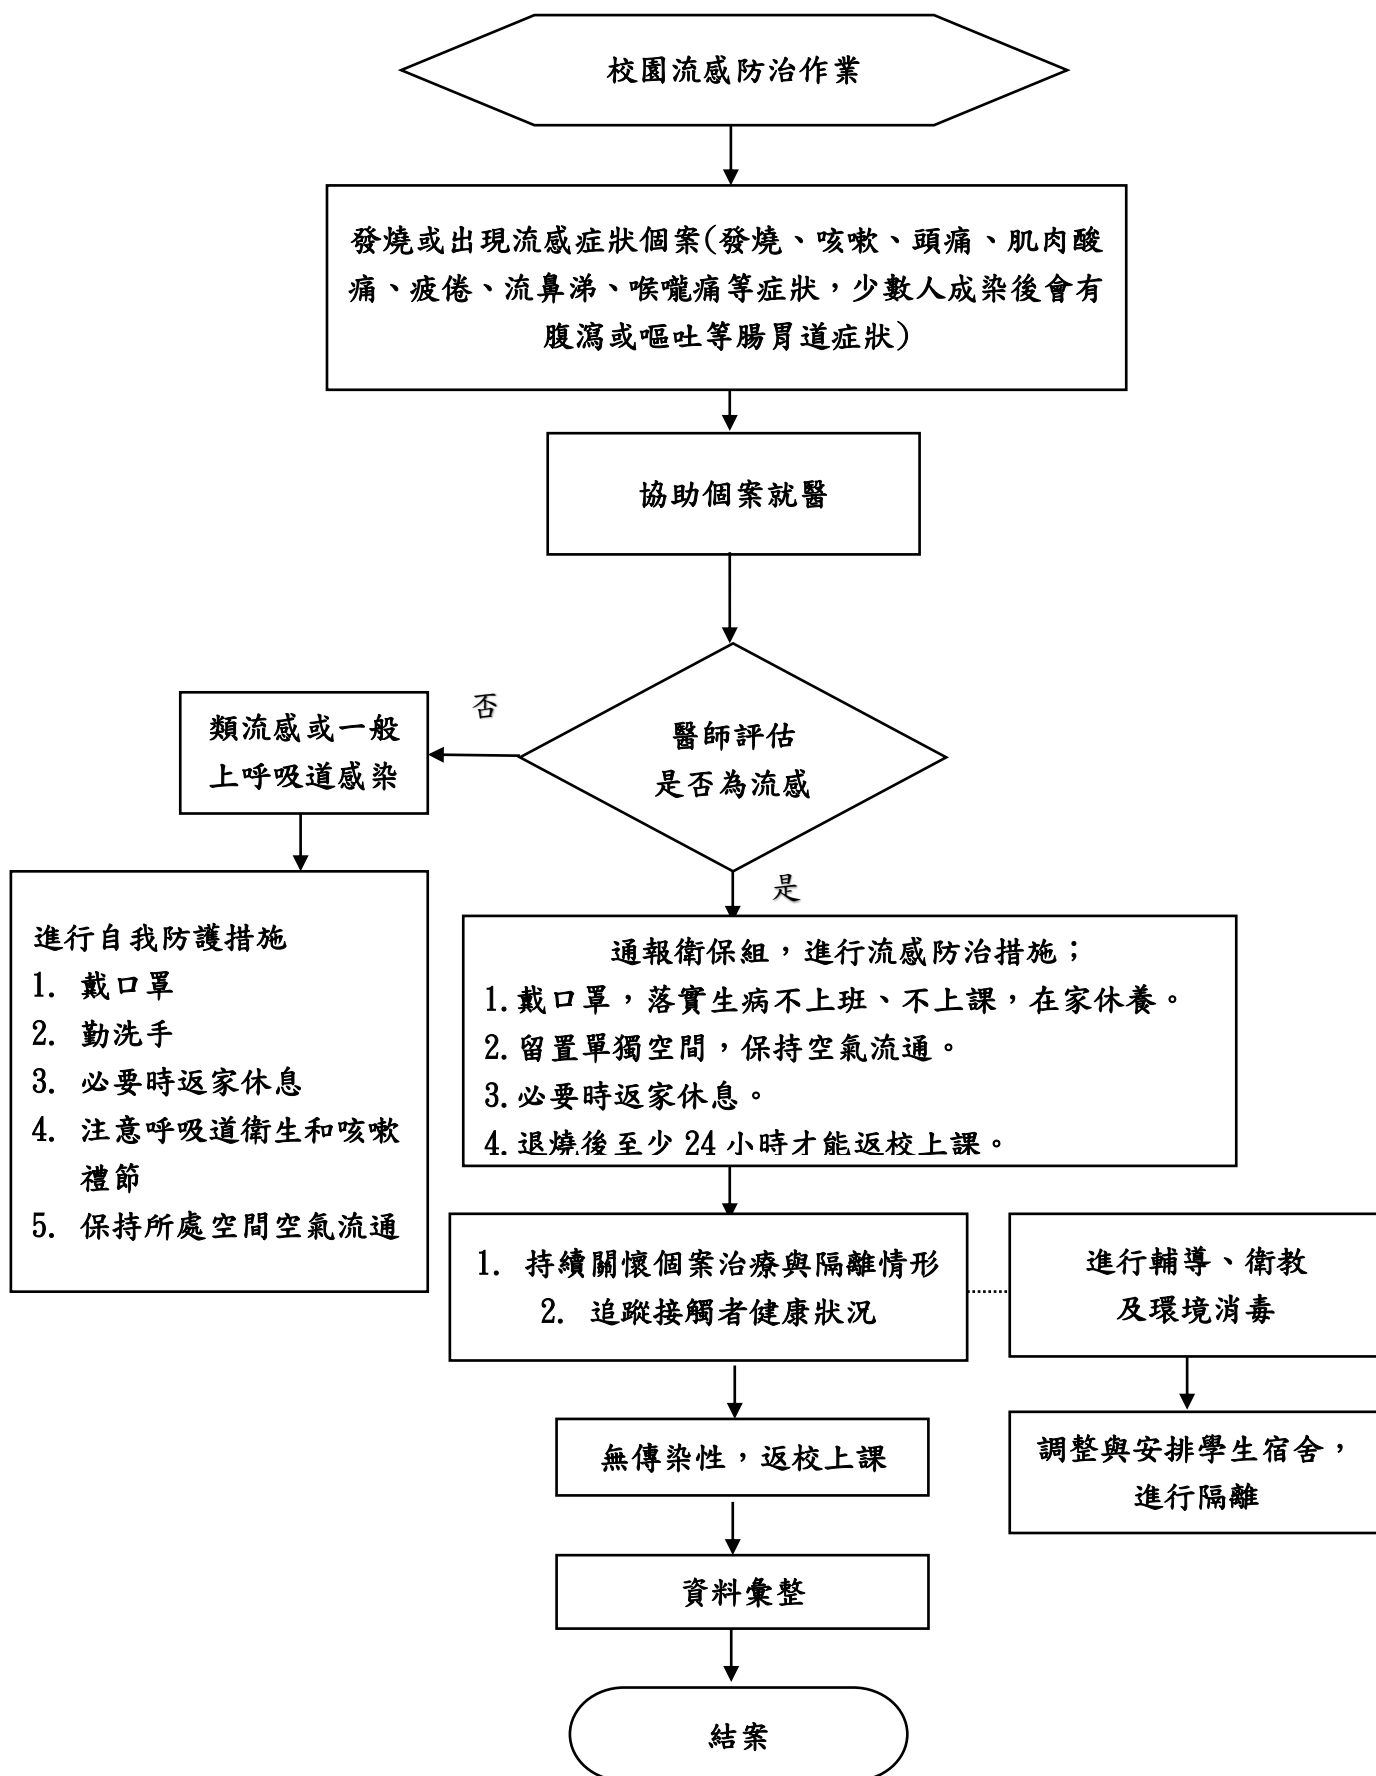 校園流感防治作業
發燒或出現流感症狀個案(發燒、咳嗽、頭痛、肌肉酸
痛、疲倦、流鼻涕、喉嚨痛等症狀，少數人成染後會有
腹瀉或嘔吐等腸胃道症狀)
協助個案就醫
醫師評估
是否為流感
否
類流感或一般
上呼吸道感染
進行自我防護措施
1. 戴口罩
2. 勤洗手
3. 必要時返家休息
4. 注意呼吸道衛生和咳嗽
禮節
5. 保持所處空間空氣流通
是
通報衛保組，進行流感防治措施；
1.戴口罩，落實生病不上班、不上課，在家休養。
2.留置單獨空間，保持空氣流通。
3.必要時返家休息。
4.退燒後至少 24 小時才能返校上課。
1. 持續關懷個案治療與隔離情形
2. 追蹤接觸者健康狀況
進行輔導、衛教
及環境消毒
調整與安排學生宿舍，
進行隔離
無傳染性，返校上課
資料彙整
結案